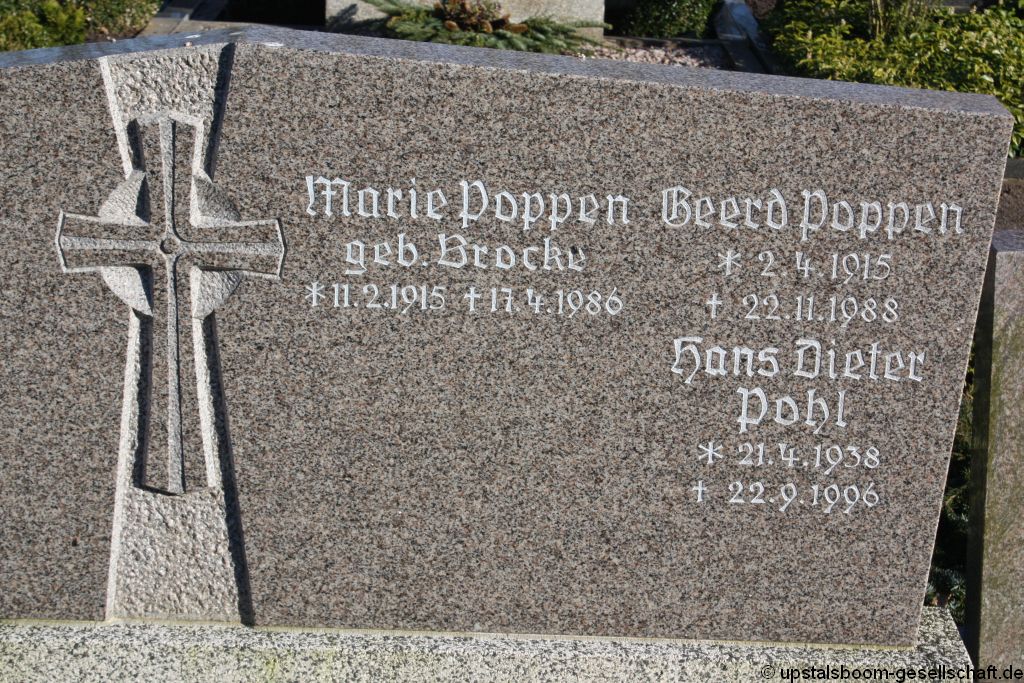 Marie Poppen
geb. Brocke
* 11.2.1915 † 17.4.1986
Geerd Poppen
* 2.4.1915
† 22.11.1988
Hans Dieter
Pohl
* 21.4.1938
† 22.9.1996
© upstalsboom-gesellschaft.de